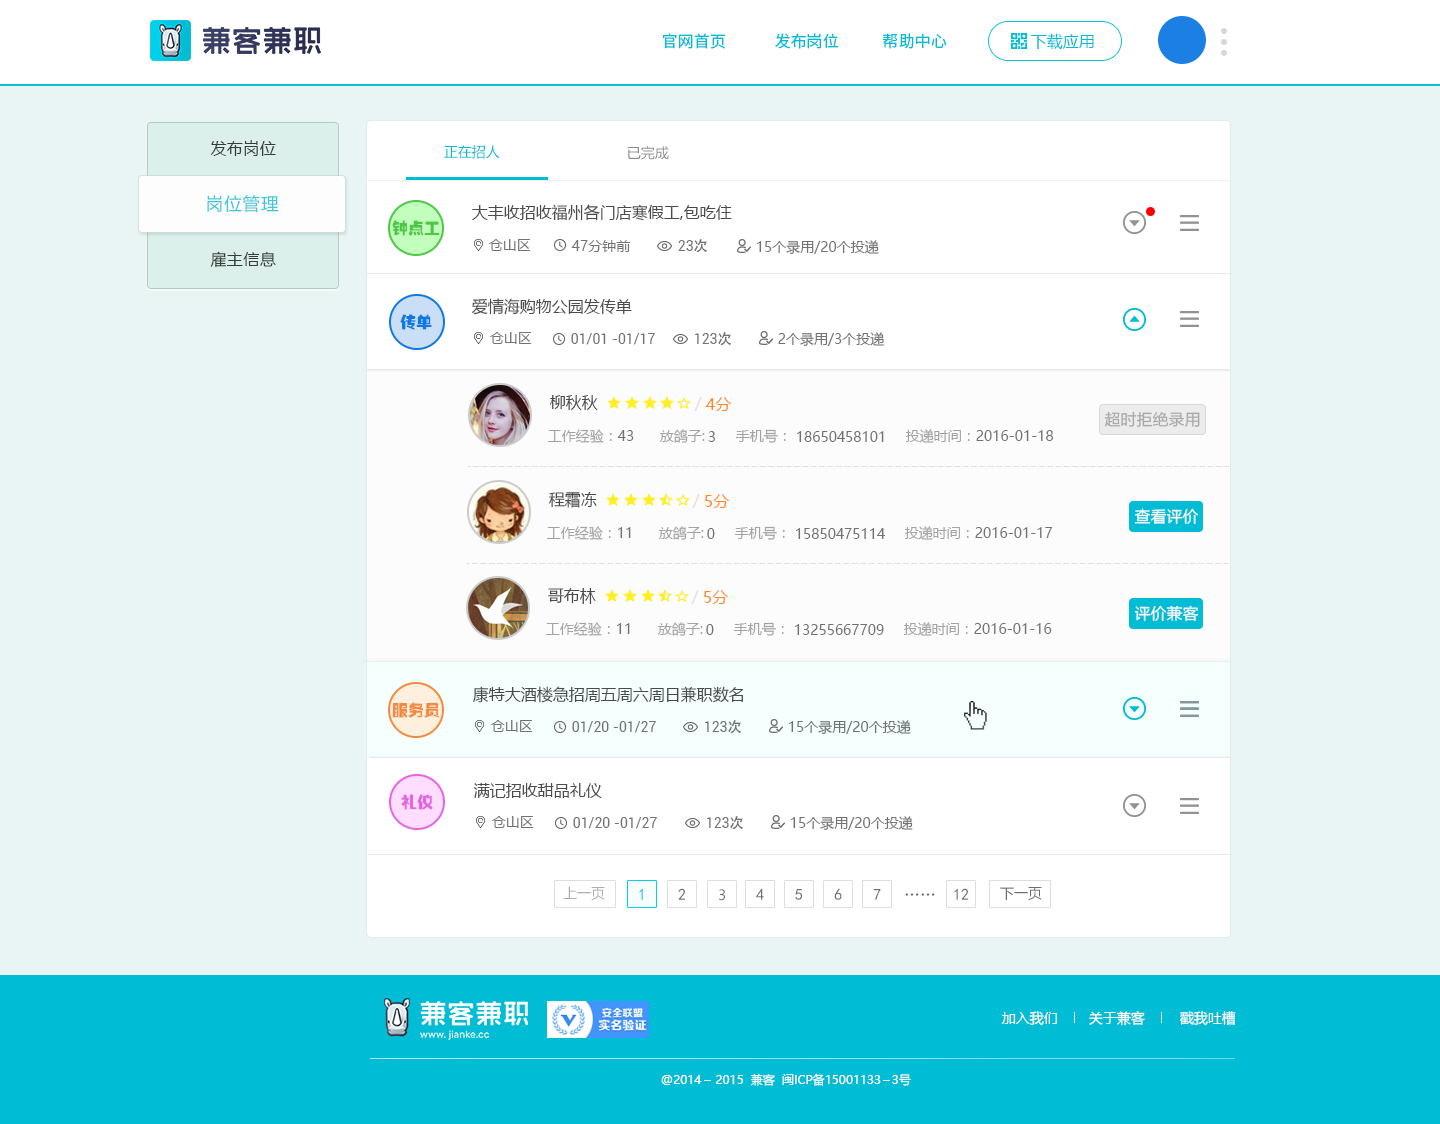 兼客兼职
官网首页 发布岗位 帮助中心 下载应用
发布岗位
岗位管理
雇主信息
正在招人 已完成
钟点工
大丰收招收福州各门店寒假工,包吃住
仓山区 47分钟前 23次 15个录用/20个投递
传单
爱情海购物公园发传单
仓山区 01/01 -01/17 123次 2个录用/3个投递
柳秋秋 / 4分
工作经验：43 放鸽子: 3 手机号： 18650458101 投递时间：2016-01-18
超时拒绝录用
程霜冻 / 5分
工作经验：11 放鸽子: 0 手机号： 15850475114 投递时间：2016-01-17
查看评价
哥布林 / 5分
工作经验：11 放鸽子: 0 手机号： 13255667709 投递时间：2016-01-16
评价兼客
服务员
康特大酒楼急招周五周六周日兼职数名
仓山区 01/20 -01/27 123次 15个录用/20个投递
礼仪
满记招收甜品礼仪
仓山区 01/20 -01/27 123次 15个录用/20个投递
上一页 1 2 3 4 5 6 7 …… 12 下一页
兼客兼职
www.jianke.cc
安全联盟
实名验证
加入我们 | 关于兼客 | 戳我吐槽
@2014– 2015 兼客 闽ICP备15001133–3号